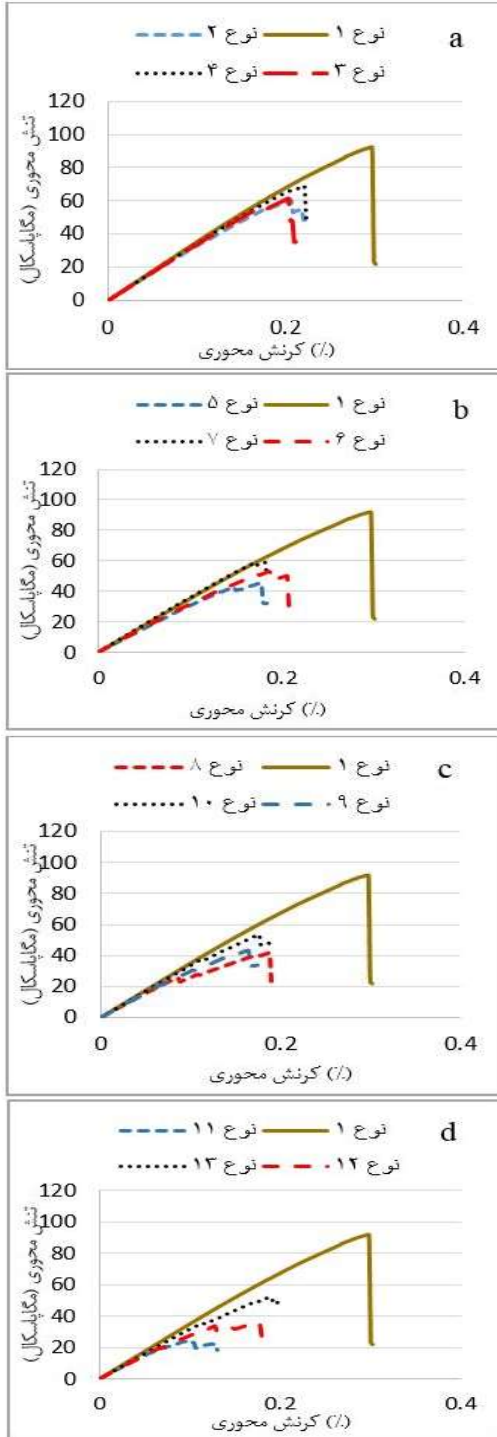 a
نوع ۱ نوع ۲
نوع ۳ نوع ۴
تنش محوری (مگاپاسکال)
120
100
80
60
40
20
0
0 0.2 0.4
کرنش محوری (٪)
b
نوع ۱ نوع ۵
نوع ۶ نوع ۷
تنش محوری (مگاپاسکال)
120
100
80
60
40
20
0
0 0.2 0.4
کرنش محوری (٪)
c
نوع ۱ نوع ۸
نوع ۹ نوع ۱۰
تنش محوری (مگاپاسکال)
120
100
80
60
40
20
0
0 0.2 0.4
کرنش محوری (٪)
d
نوع ۱ نوع ۱۱
نوع ۱۲ نوع ۱۳
تنش محوری (مگاپاسکال)
120
100
80
60
40
20
0
0 0.2 0.4
کرنش محوری (٪)